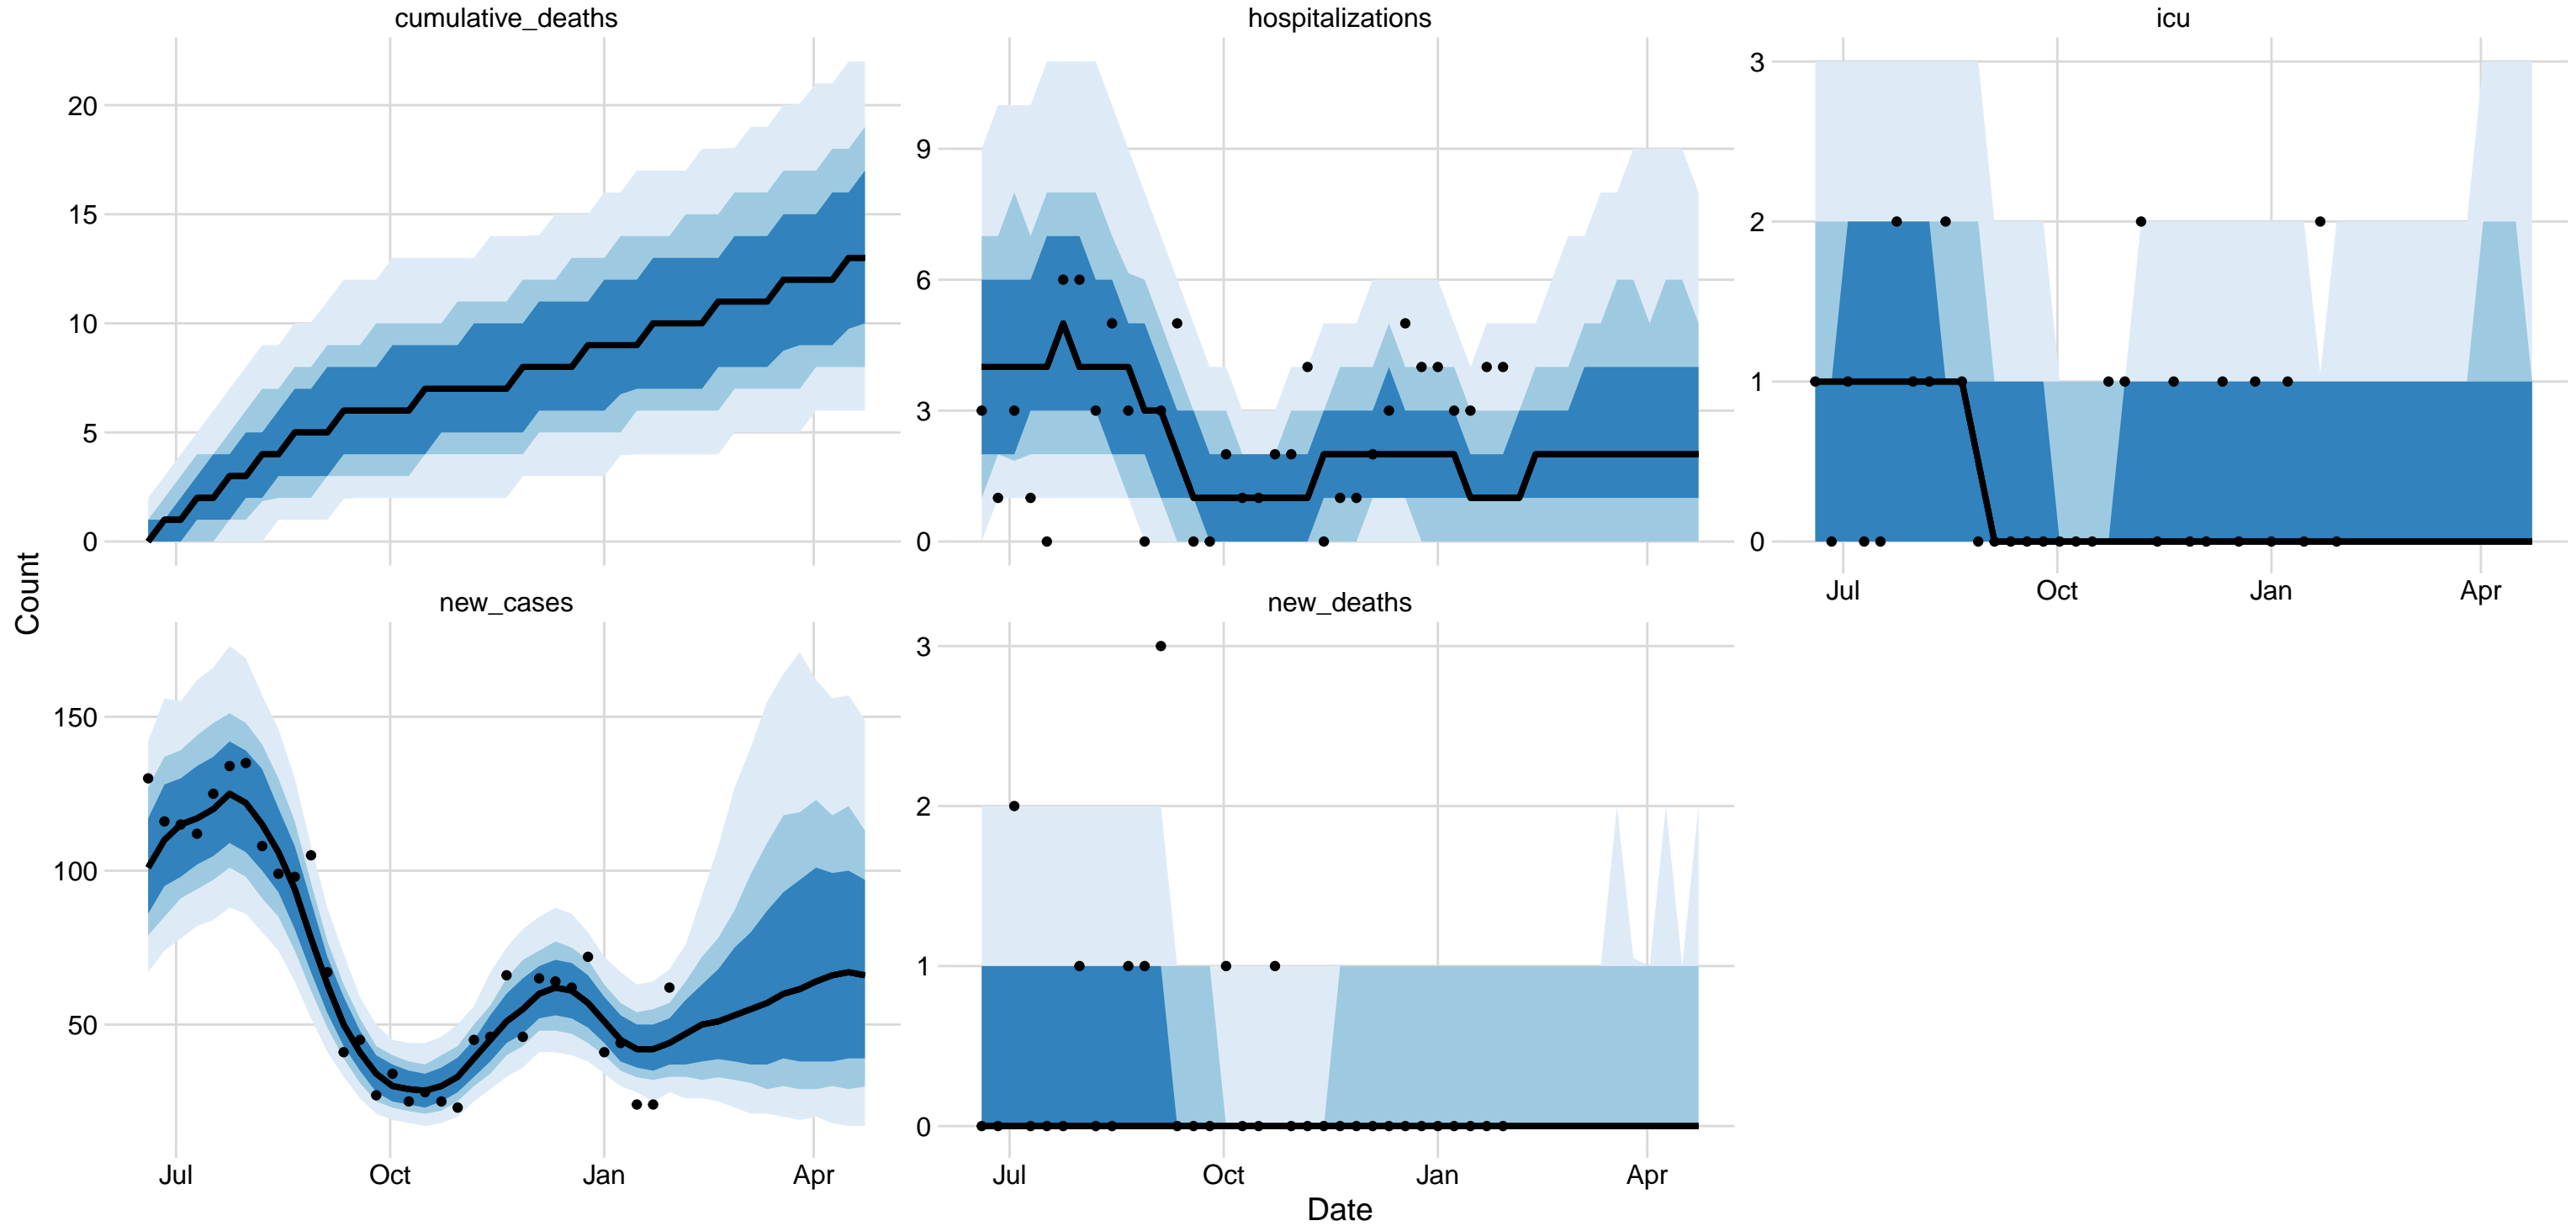 cumulative_deaths
hospitalizations
icu
20
15
10
5
0
9
6
3
0
3
2
1
0
Jul
Oct
Jan
Apr
Count
new_cases
new_deaths
150
100
50
3
2
1
0
Jul
Oct
Jan
Apr
Jul
Oct
Jan
Apr
Date